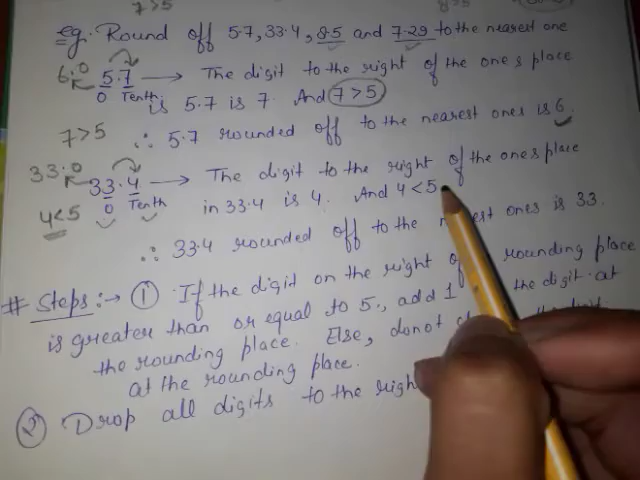 7>5
eg. Round off 5.7, 33.4, 8.5 and 7.29 to the nearest one
6.0 5.7 → The digit to the right of the one's place
O Tenth is 5.7 is 7. And 7>5
7>5 ∴ 5.7 rounded off to the nearest ones is 6.
33.0 33.4 → The digit to the right of the ones place
4<5 O Tenth in 33.4 is 4. And 4<5
∴ 33.4 rounded off to the nearest ones is 33.
# Steps:→ ① If the digit on the right of rounding place
is greater than or equal to 5, add 1 the digit at
the rounding place. Else, donot the digit
at the rounding place.
② Drop all digits to the right